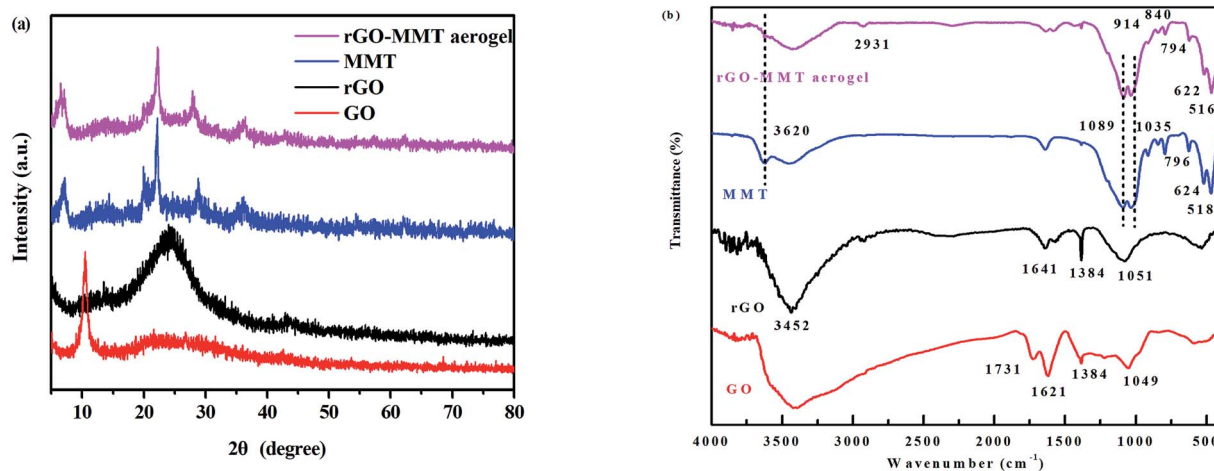 (a)
rGO-MMT aerogel
MMT
rGO
GO
Intensity (a.u.)
10 20 30 40 50 60 70 80
2θ (degree)
(b)
840
914
2931
794
rGO-MMT aerogel
622
516
3620
1089
1035
796
MMT
624
518
Transmittance (%)
1641
1384
1051
rGO
3452
1731
1384
1049
GO
1621
4000 3500 3000 2500 2000 1500 1000 500
Wavenumber (cm⁻¹)